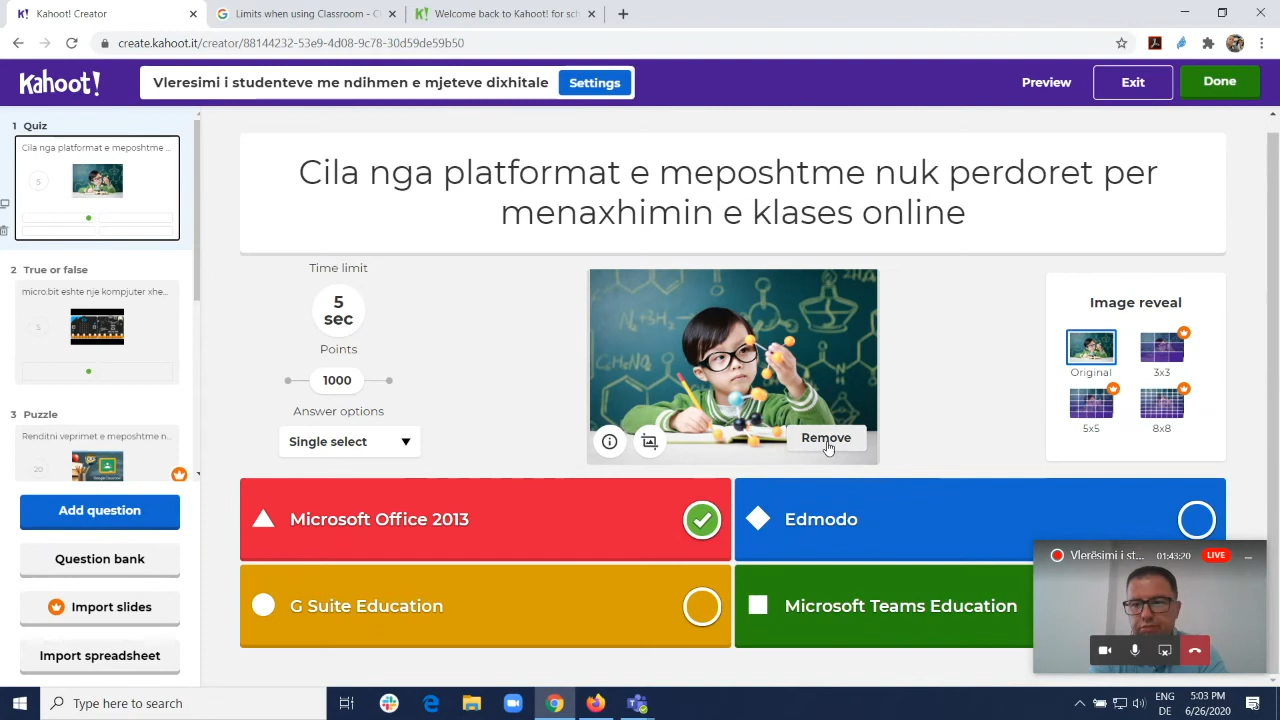 Kahoot! Creator
Limits when using Classroom - C
Welcome back to Kahoot! for sch
create.kahoot.it/creator/88144232-53e9-4d08-9c78-30d59de59b50
Kahoot!
Vleresimi i studenteve me ndihmen e mjeteve dixhitale
Settings
Preview
Exit
Done
1 Quiz
Cila nga platformat e meposhtme ...
5
2 True or false
micro:bit eshte nje kompjuter xhe...
5
3 Puzzle
Renditni veprimet e meposhtme n...
20
Add question
Question bank
Import slides
Import spreadsheet
Cila nga platformat e meposhtme nuk perdoret per
menaxhimin e klases online
Time limit
5
sec
Points
1000
Answer options
Single select
Remove
Image reveal
Original
3x3
5x5
8x8
Microsoft Office 2013
Edmodo
G Suite Education
Microsoft Teams Education
Vlerësimi i st...
01:43:20
LIVE
Type here to search
ENG
DE
5:03 PM
6/26/2020